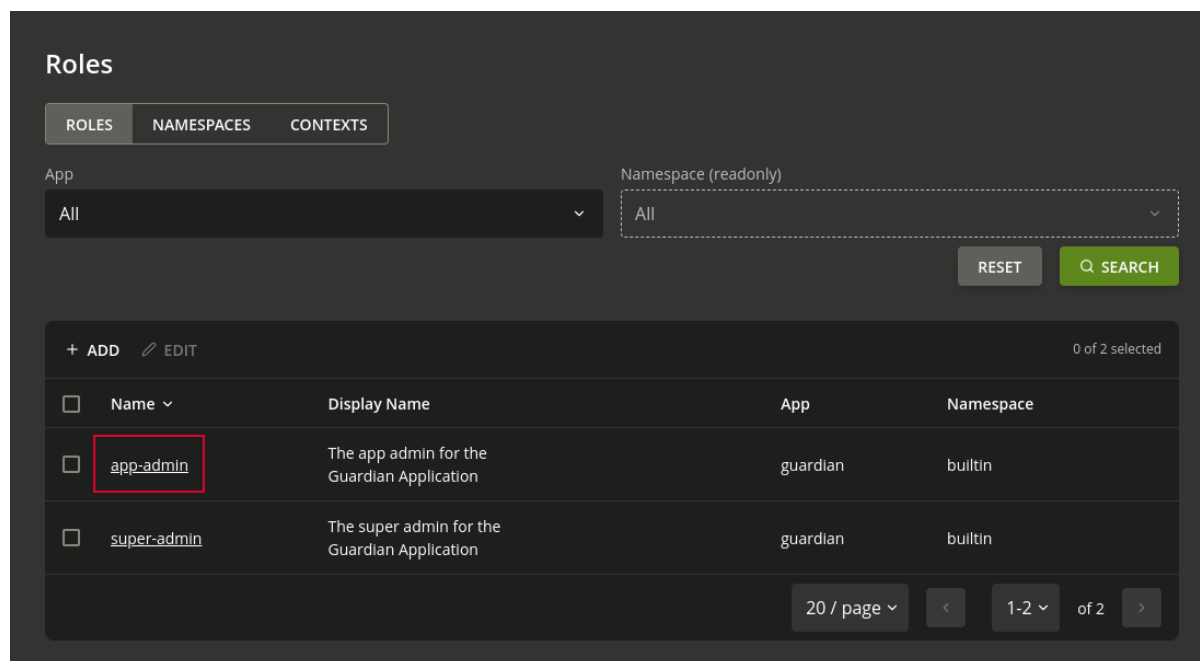 Roles
ROLES NAMESPACES CONTEXTS
App Namespace (readonly)
All All
RESET SEARCH
+ ADD EDIT 0 of 2 selected
Name Display Name App Namespace
app-admin The app admin for the guardian builtin
Guardian Application
super-admin The super admin for the guardian builtin
Guardian Application
20 / page 1-2 of 2